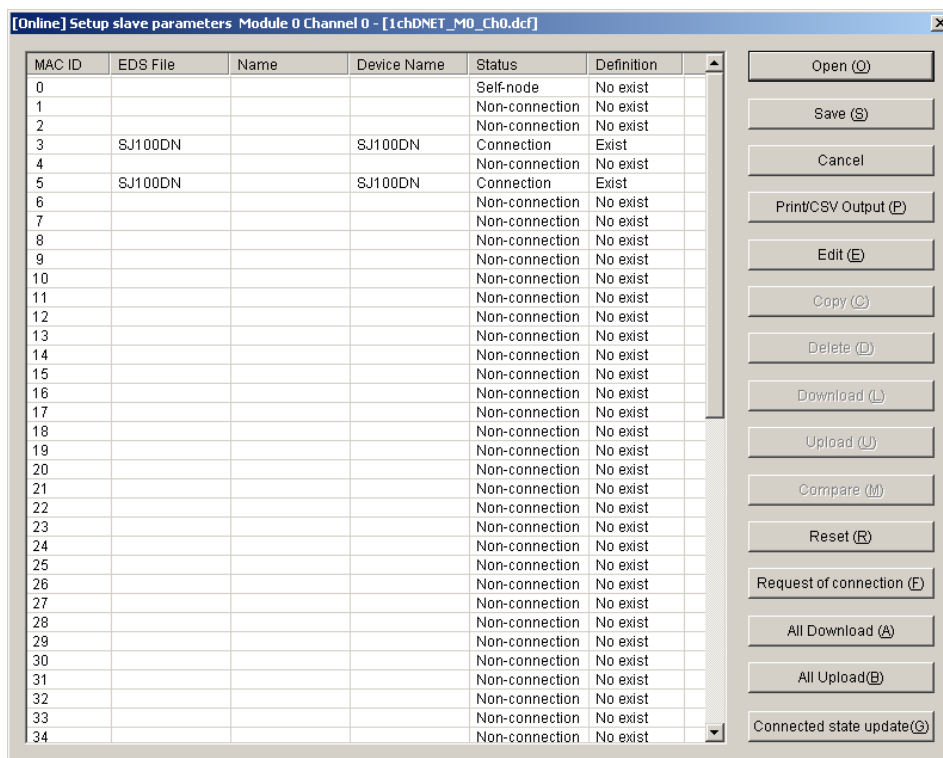 [Online] Setup slave parameters Module 0 Channel 0 - [1chDNET_M0_Ch0.dcf]
MAC ID EDS File Name Device Name Status Definition
0 Self-node No exist
1 Non-connection No exist
2 Non-connection No exist
3 SJ100DN SJ100DN Connection Exist
4 Non-connection No exist
5 SJ100DN SJ100DN Connection Exist
6 Non-connection No exist
7 Non-connection No exist
8 Non-connection No exist
9 Non-connection No exist
10 Non-connection No exist
11 Non-connection No exist
12 Non-connection No exist
13 Non-connection No exist
14 Non-connection No exist
15 Non-connection No exist
16 Non-connection No exist
17 Non-connection No exist
18 Non-connection No exist
19 Non-connection No exist
20 Non-connection No exist
21 Non-connection No exist
22 Non-connection No exist
23 Non-connection No exist
24 Non-connection No exist
25 Non-connection No exist
26 Non-connection No exist
27 Non-connection No exist
28 Non-connection No exist
29 Non-connection No exist
30 Non-connection No exist
31 Non-connection No exist
32 Non-connection No exist
33 Non-connection No exist
34 Non-connection No exist
Open (O)
Save (S)
Cancel
Print/CSV Output (P)
Edit (E)
Copy (C)
Delete (D)
Download (L)
Upload (U)
Compare (M)
Reset (R)
Request of connection (F)
All Download (A)
All Upload(B)
Connected state update(G)